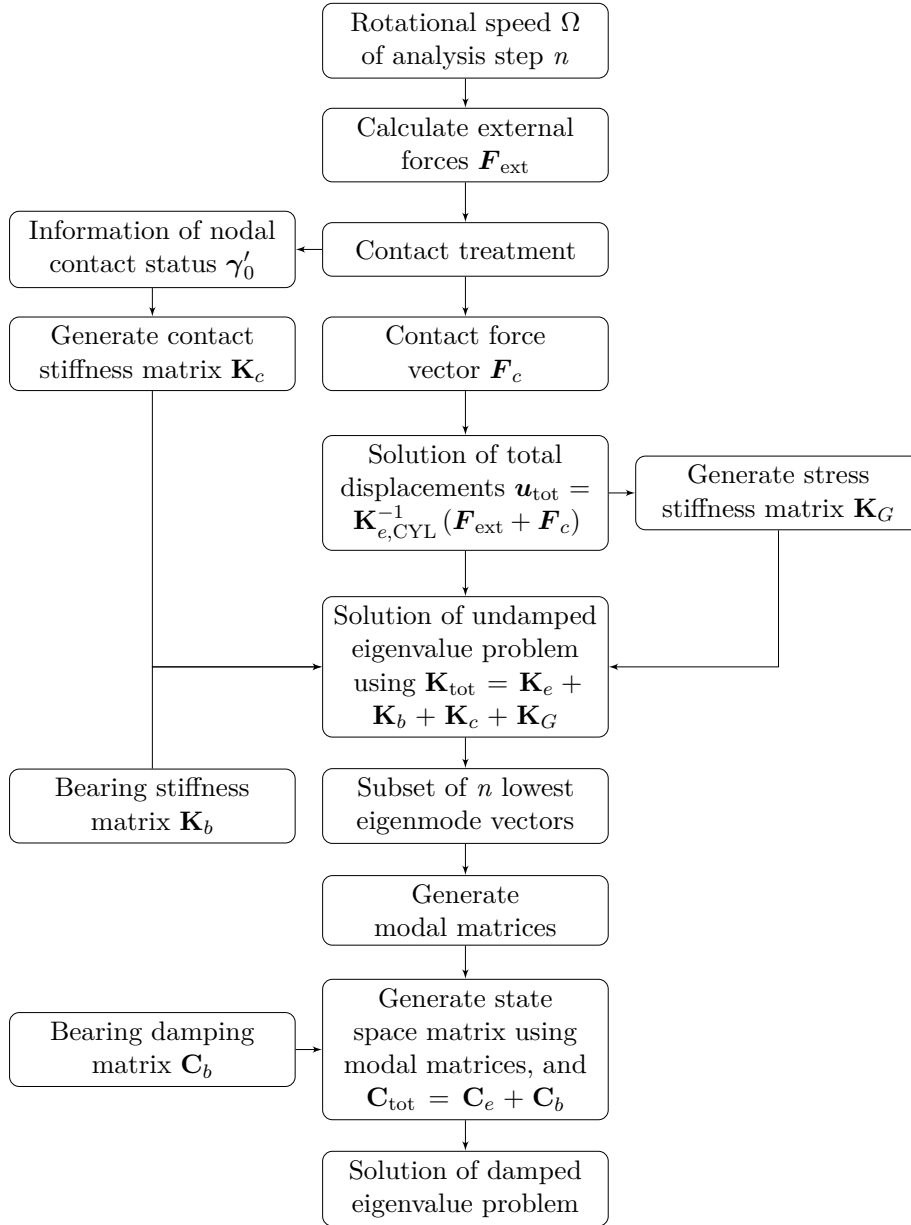 Rotational speed Ω
of analysis step n
Calculate external
forces F_ext
Information of nodal
contact status γ′_0
Contact treatment
Generate contact
stiffness matrix K_c
Contact force
vector F_c
Solution of total
displacements u_tot =
K_{e,CYL}^{−1} (F_ext + F_c)
Generate stress
stiffness matrix K_G
Solution of undamped
eigenvalue problem
using K_tot = K_e +
K_b + K_c + K_G
Bearing stiffness
matrix K_b
Subset of n lowest
eigenmode vectors
Generate
modal matrices
Bearing damping
matrix C_b
Generate state
space matrix using
modal matrices, and
C_tot = C_e + C_b
Solution of damped
eigenvalue problem